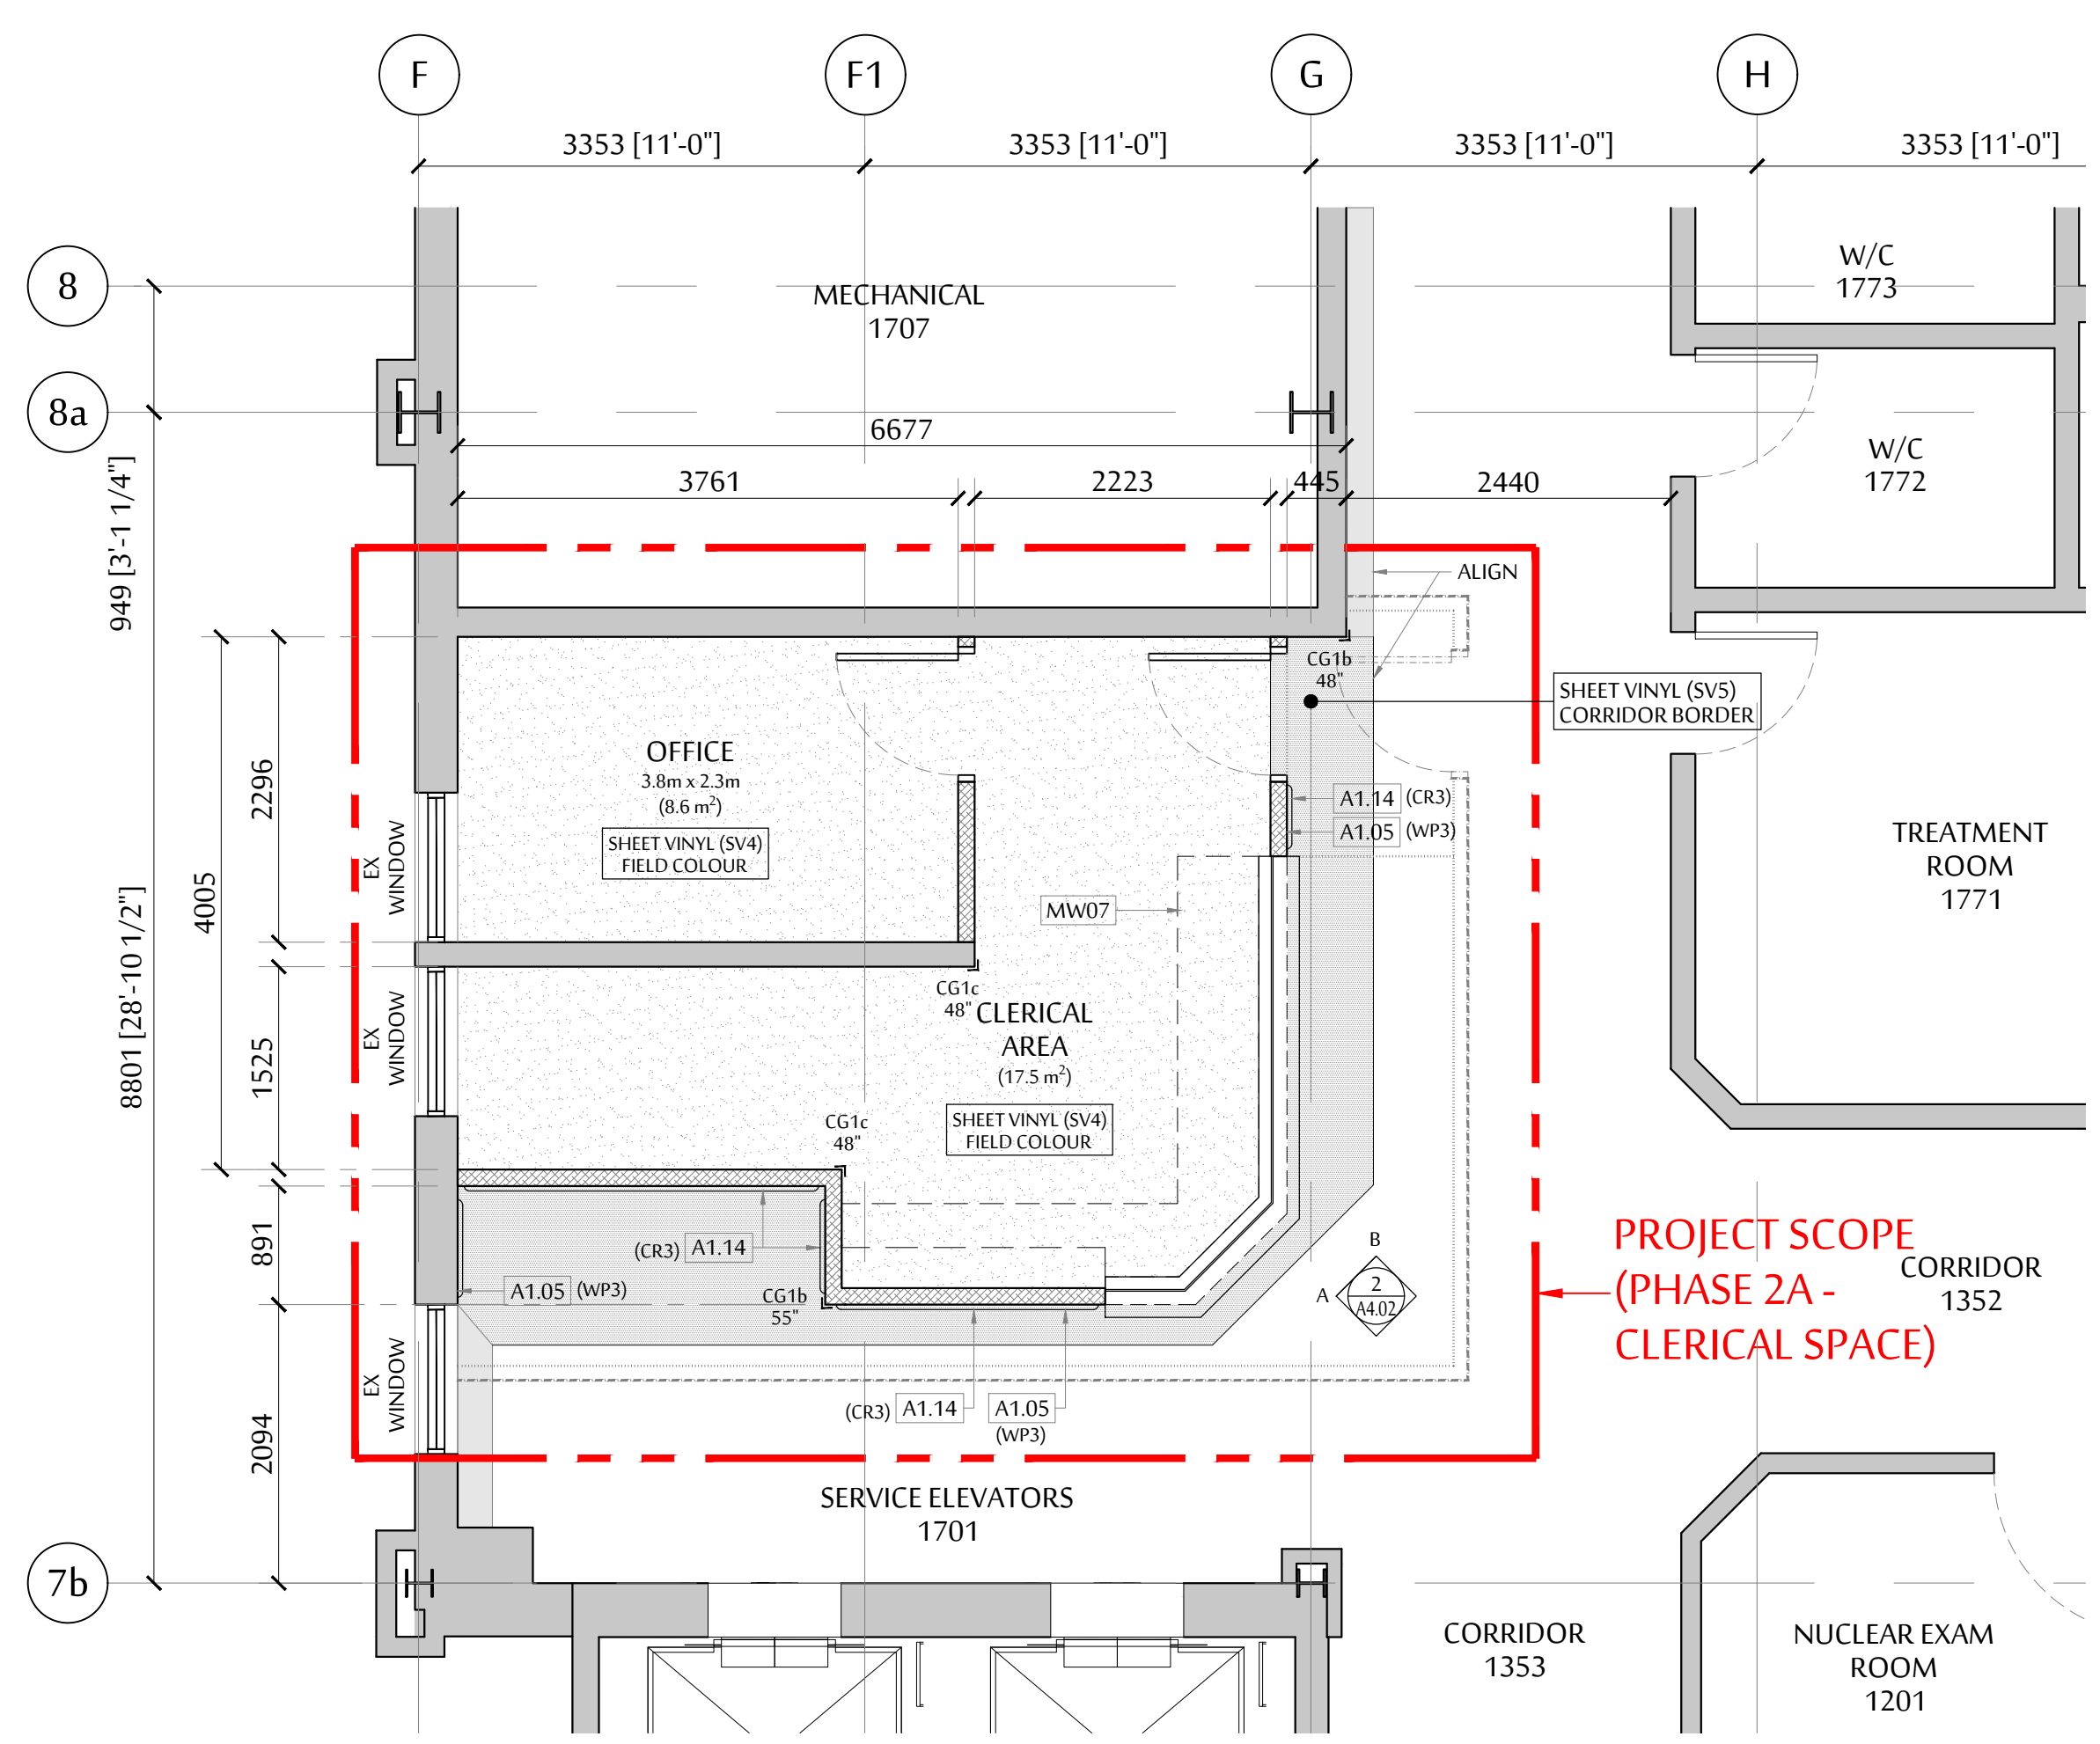 F
F1
G
H
3353 [11'-0"]
3353 [11'-0"]
3353 [11'-0"]
3353 [11'-0"]
8
8a
7b
949 [3'-1 1/4"]
8801 [28'-10 1/2"]
4005
2296
1525
891
2094
MECHANICAL
1707
W/C
1773
W/C
1772
6677
3761
2223
445
2440
ALIGN
CG1b
48"
SHEET VINYL (SV5)
CORRIDOR BORDER
OFFICE
3.8m x 2.3m
(8.6 m²)
SHEET VINYL (SV4)
FIELD COLOUR
EX
WINDOW
A1.14 (CR3)
A1.05 (WP3)
TREATMENT
ROOM
1771
MW07
CG1c
48"
CLERICAL
AREA
(17.5 m²)
SHEET VINYL (SV4)
FIELD COLOUR
EX
WINDOW
CG1c
48"
(CR3) A1.14
A1.05 (WP3)
CG1b
55"
B
A
2
A4.02
PROJECT SCOPE
(PHASE 2A -
CLERICAL SPACE)
CORRIDOR
1352
EX
WINDOW
(CR3) A1.14
A1.05
(WP3)
SERVICE ELEVATORS
1701
CORRIDOR
1353
NUCLEAR EXAM
ROOM
1201